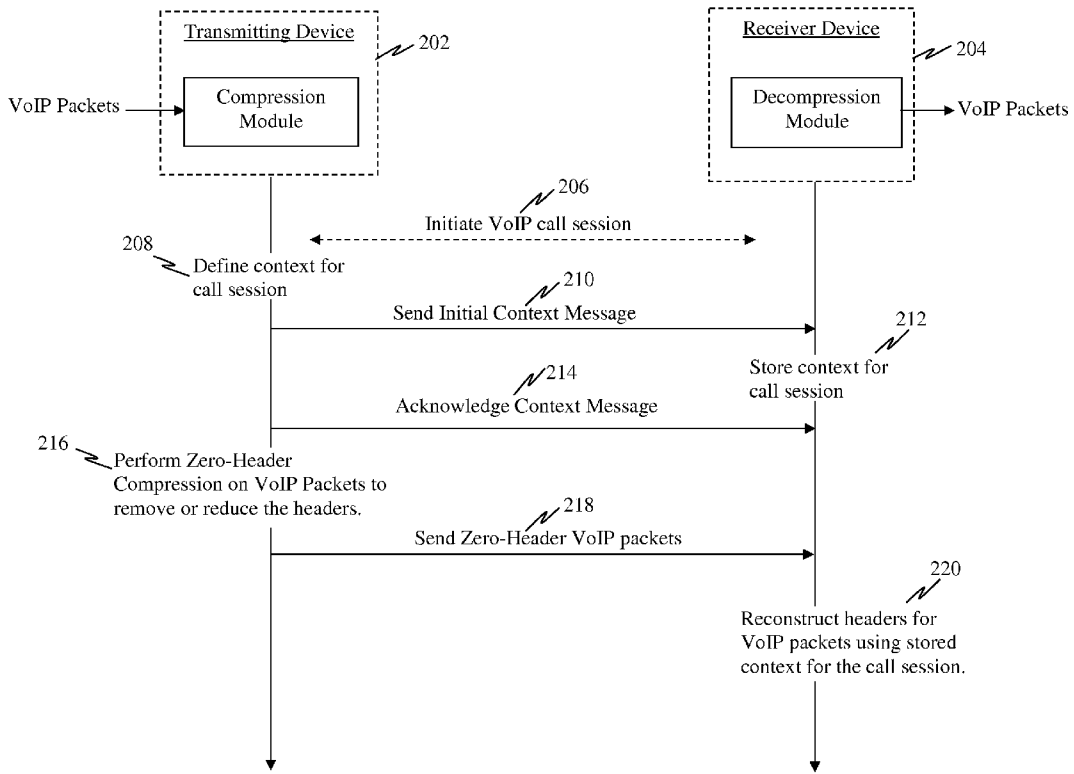 Transmitting Device
202
Compression
Module
VoIP Packets
Receiver Device
204
Decompression
Module
VoIP Packets
206
Initiate VoIP call session
208
Define context for
call session
210
Send Initial Context Message
212
Store context for
call session
214
Acknowledge Context Message
216
Perform Zero-Header
Compression on VoIP Packets to
remove or reduce the headers.
218
Send Zero-Header VoIP packets
220
Reconstruct headers for
VoIP packets using stored
context for the call session.